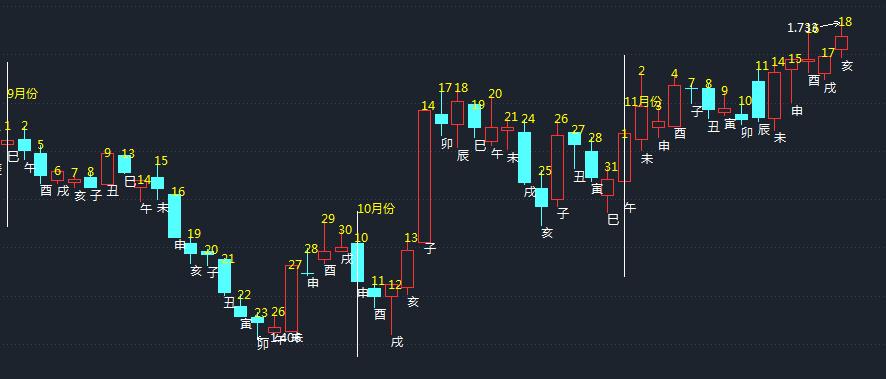 9月份
1
巳
2
午
5
酉
6
戌
7
亥
8
子
9
丑
13
巳
14
午
15
未
16
申
19
亥
20
子
21
丑
22
寅
23
卯
26
午
1.406
27
未
28
申
29
酉
30
戌
10月份
10
申
11
酉
12
戌
13
亥
14
子
17
卯
18
辰
19
巳
20
午
21
未
24
戌
25
亥
26
子
27
丑
28
寅
31
巳
11月份
1
午
2
未
3
申
4
酉
7
子
8
丑
9
寅
10
卯
11
辰
14
未
15
申
16
酉
17
戌
18
亥